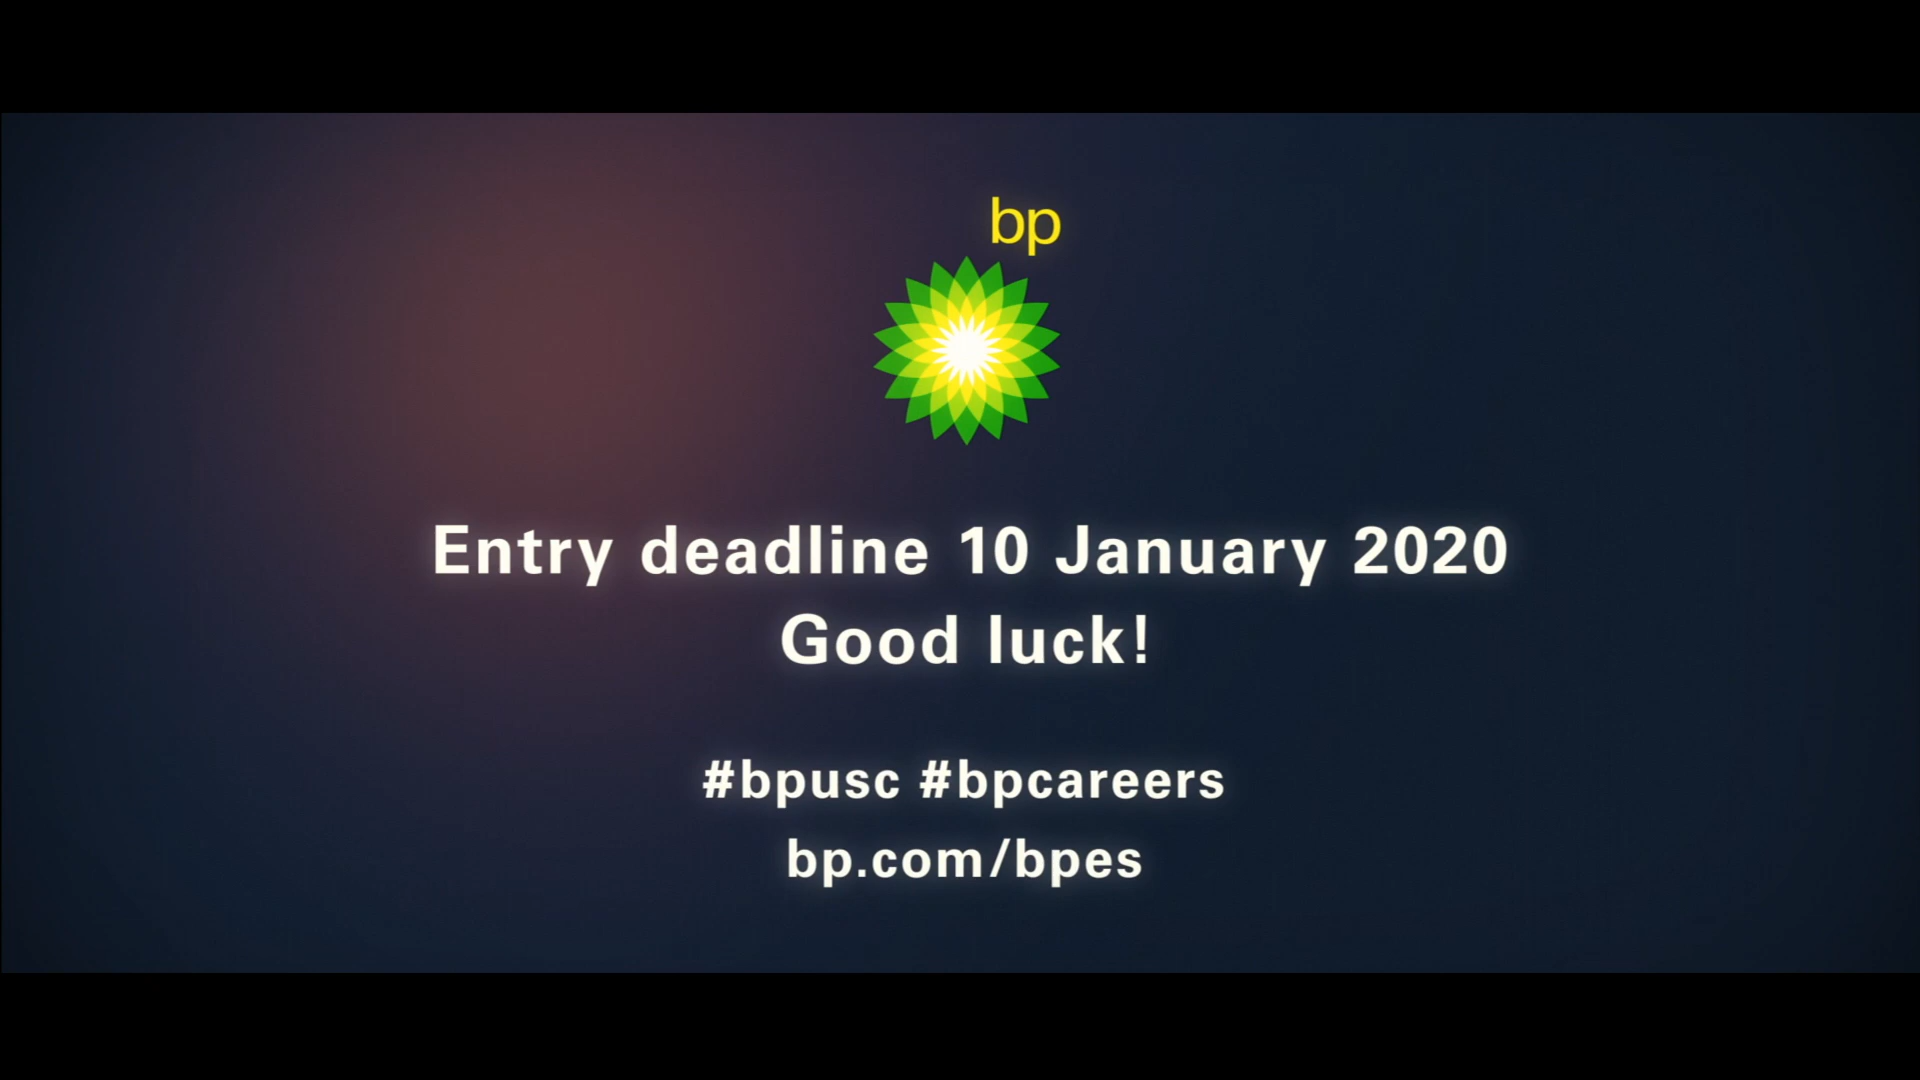 bp
Entry deadline 10 January 2020
Good luck!
#bpusc #bpcareers
bp.com/bpes